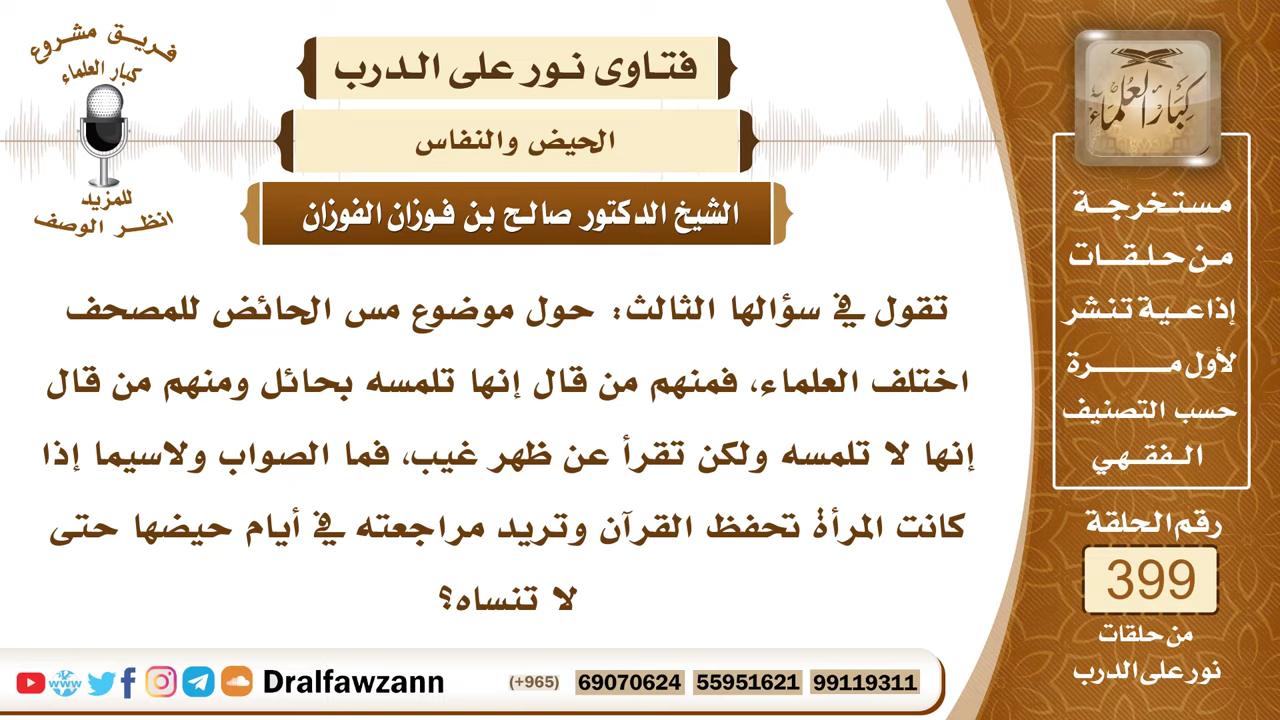 فريق مشروع
كبار العلماء
للمزيد
انظر الوصف
فتاوى نور على الدرب
الحيض والنفاس
الشيخ الدكتور صالح بن فوزان الفوزان
تقول في سؤالها الثالث: حول موضوع مس الحائض للمصحف
اختلف العلماء، فمنهم من قال إنها تلمسه بحائل ومنهم من قال
إنها لا تلمسه ولكن تقرأ عن ظهر غيب، فما الصواب ولاسيما إذا
كانت المرأة تحفظ القرآن وتريد مراجعته في أيام حيضها حتى
لا تنساه؟
كبار العلماء
مستخرجة
من حلقات
إذاعية تنشر
لأول مرة
حسب التصنيف
الفقهي
رقم الحلقة
399
من حلقات
نور على الدرب
www
Dralfawzann
(+965) 69070624 55951621 99119311